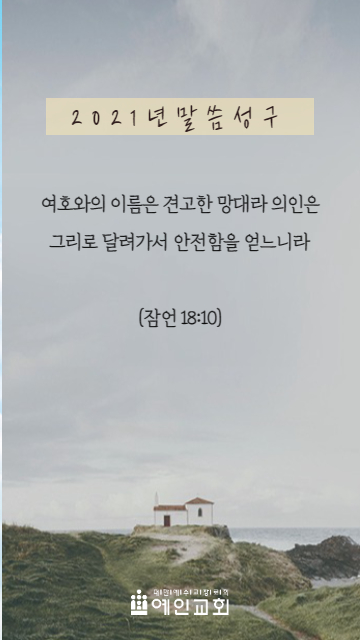 2021년말씀성구
여호와의 이름은 견고한 망대라 의인은
그리로 달려가서 안전함을 얻느니라
(잠언 18:10)
예인교회